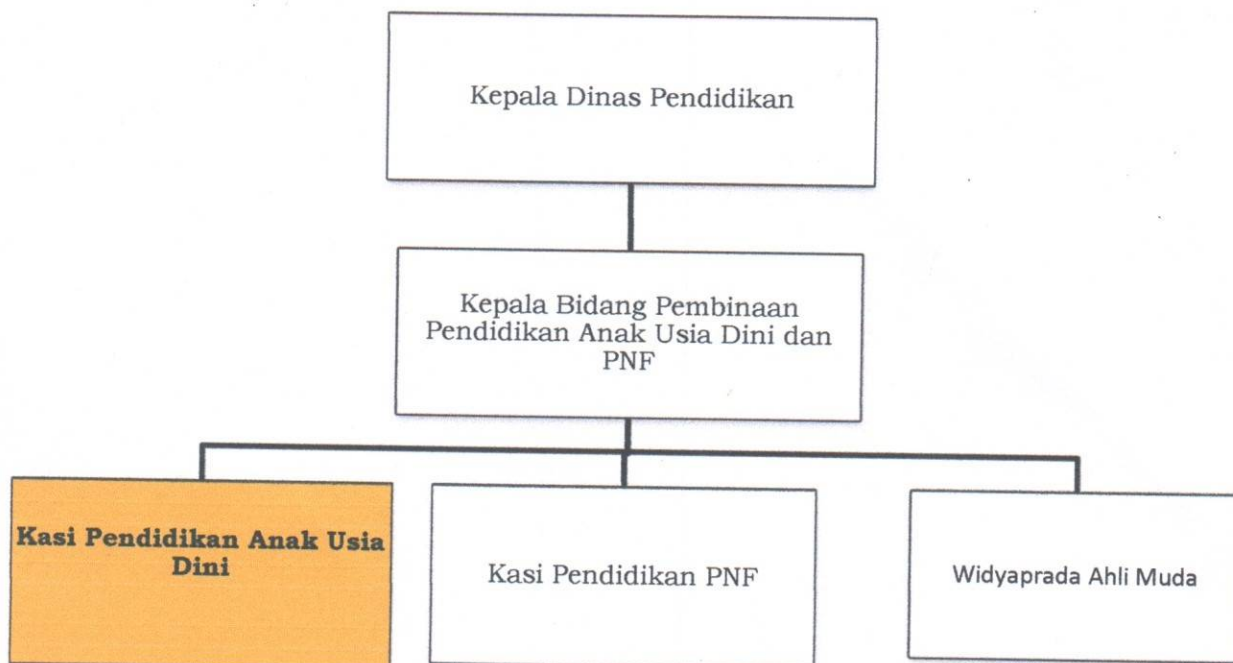 Kepala Dinas Pendidikan
Kepala Bidang Pembinaan
Pendidikan Anak Usia Dini dan
PNF
Kasi Pendidikan Anak Usia
Dini
Kasi Pendidikan PNF
Widyaprada Ahli Muda